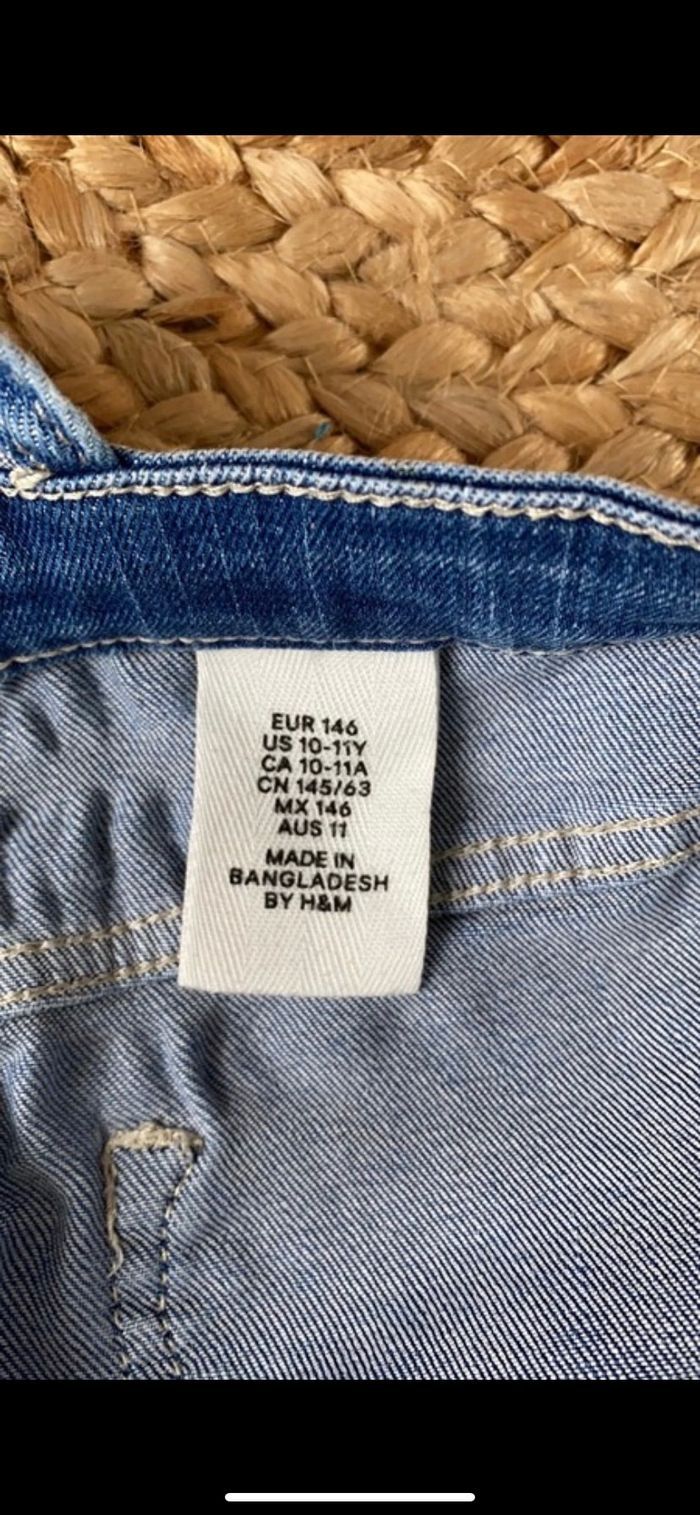 EUR 146
US 10-11Y
CA 10-11A
CN 145/63
MX 146
AUS 11
MADE IN
BANGLADESH
BY H&M